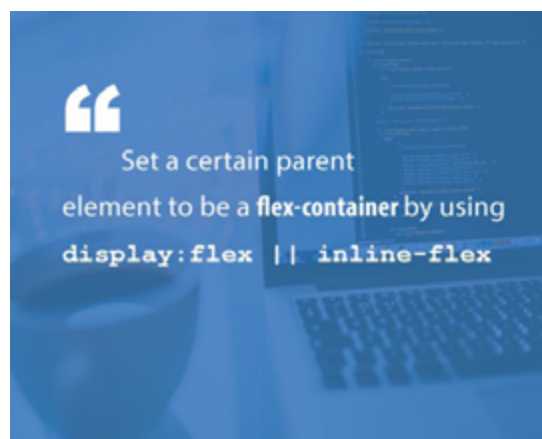 “
Set a certain parent
element to be a flex-container by using
display:flex || inline-flex